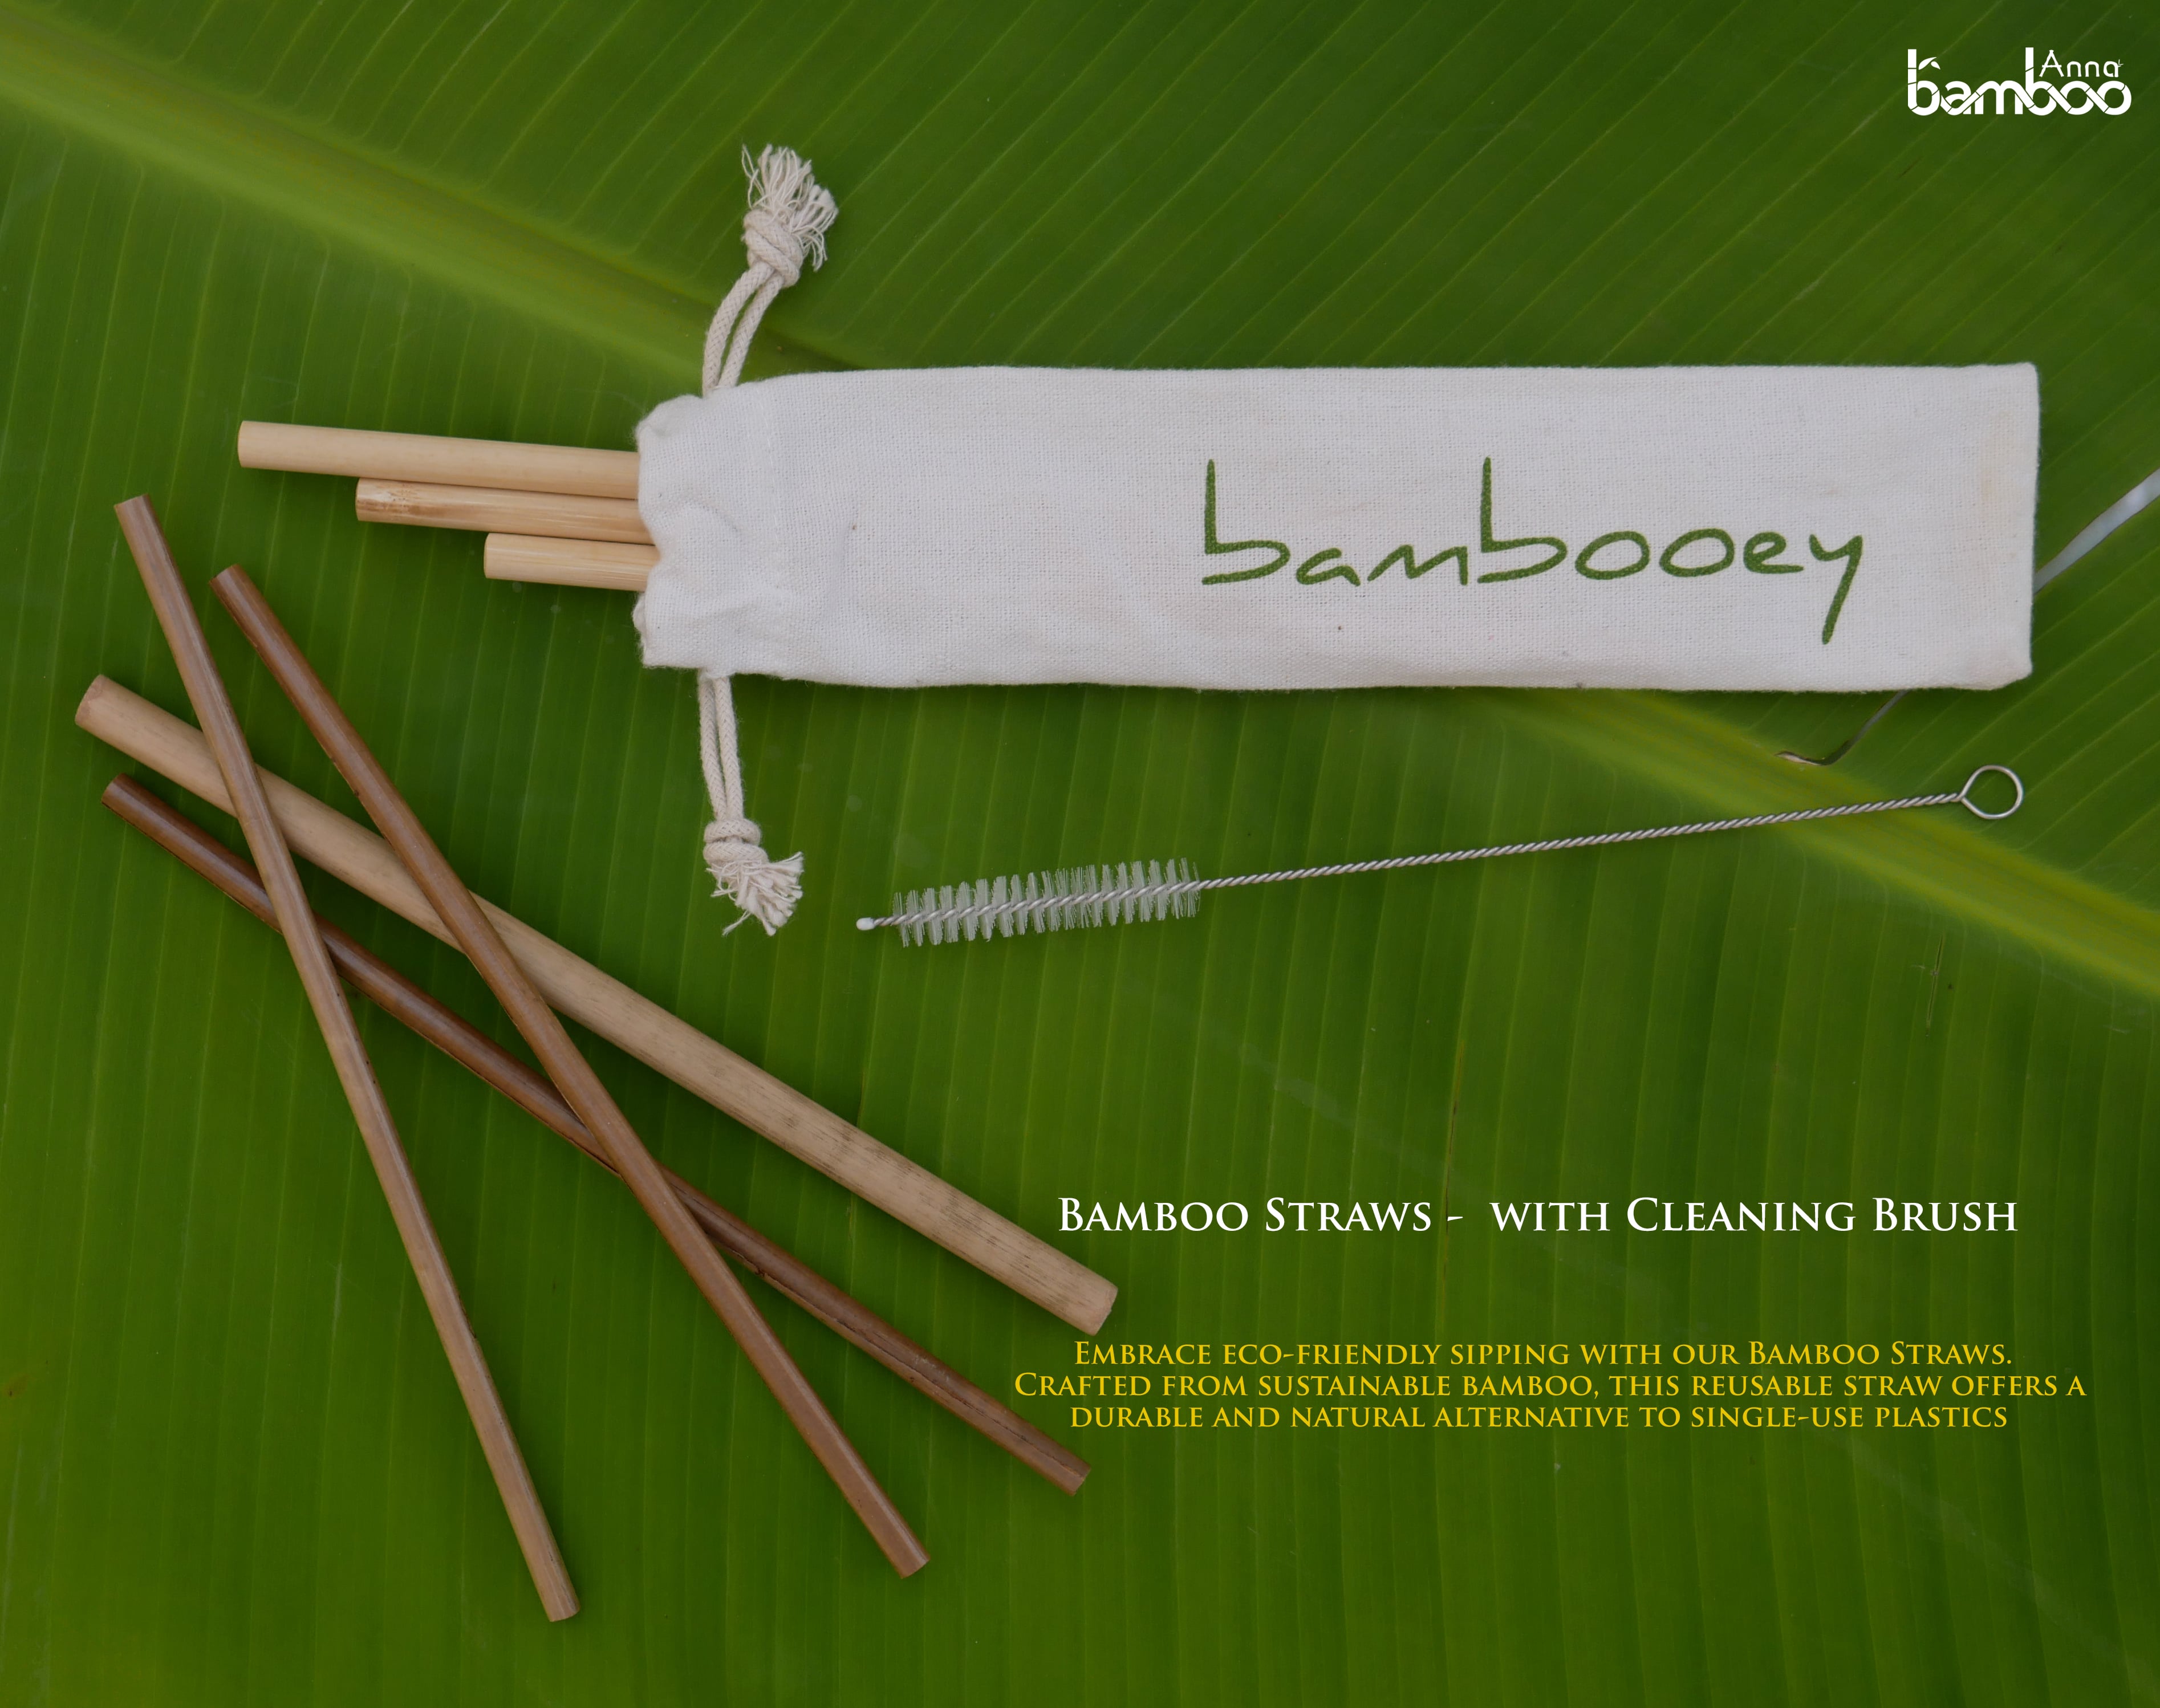 Anna
bamboo
bambooey
Bamboo Straws - with Cleaning Brush
Embrace eco-friendly sipping with our Bamboo Straws.
Crafted from sustainable bamboo, this reusable straw offers a
durable and natural alternative to single-use plastics